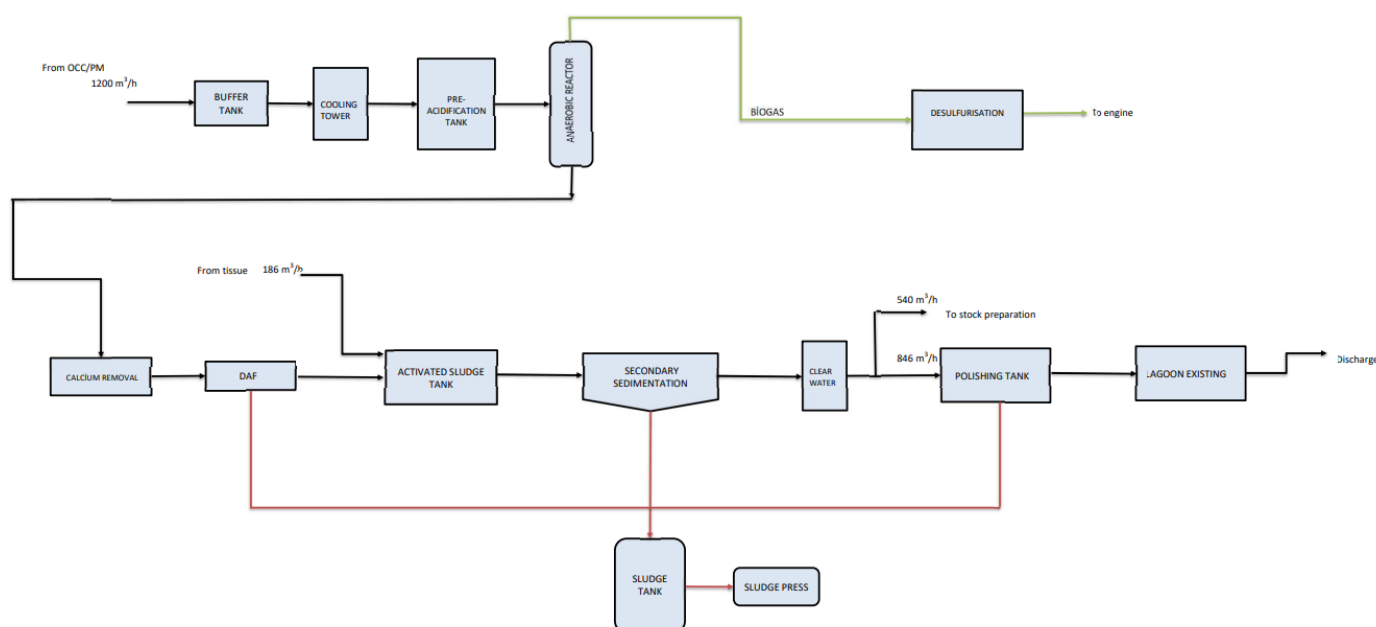 From OCC/PM
1200 m³/h
BUFFER
TANK
COOLING
TOWER
PRE-
ACIDIFICATION
TANK
ANAEROBIC REACTOR
BİOGAS
DESULFURISATION
to engine
From tissue 186 m³/h
540 m³/h
To stock preparation
846 m³/h
Discharge
CALCİUM REMOVAL
DAF
ACTIVATED SLUDGE
TANK
SECONDARY
SEDIMENTATION
CLEAR
WATER
POLISHING TANK
LAGOON EXISTING
SLUDGE
TANK
SLUDGE PRESS